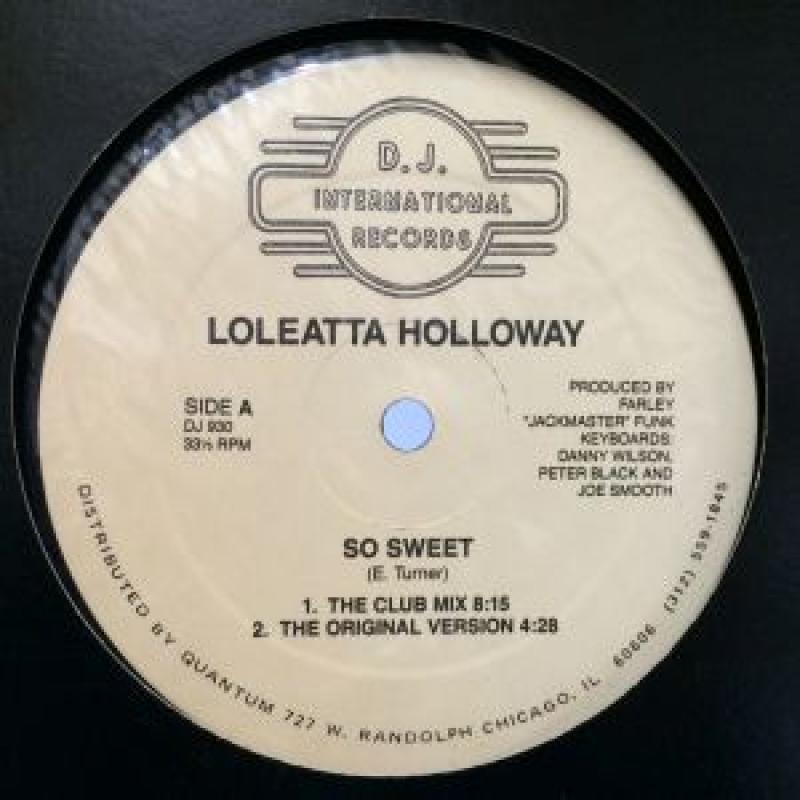 D.J.
INTERNATIONAL
RECORDS
LOLEATTA HOLLOWAY
SIDE A
DJ 930
33⅓ RPM
PRODUCED BY
FARLEY
"JACKMASTER" FUNK
KEYBOARDS:
DANNY WILSON,
PETER BLACK AND
JOE SMOOTH
SO SWEET
(E. Turner)
1. THE CLUB MIX 8:15
2. THE ORIGINAL VERSION 4:28
DISTRIBUTED BY QUANTUM 727 W. RANDOLPH CHICAGO, IL 60606 (312) 559-1845